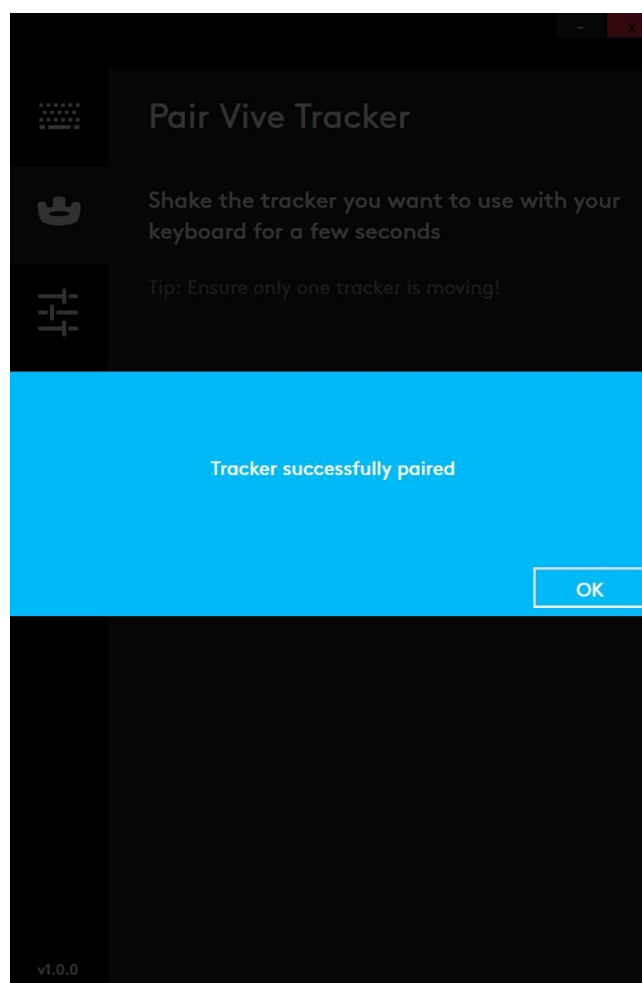 - x
Pair Vive Tracker
Shake the tracker you want to use with your
keyboard for a few seconds
Tip: Ensure only one tracker is moving!
Tracker successfully paired
OK
v1.0.0